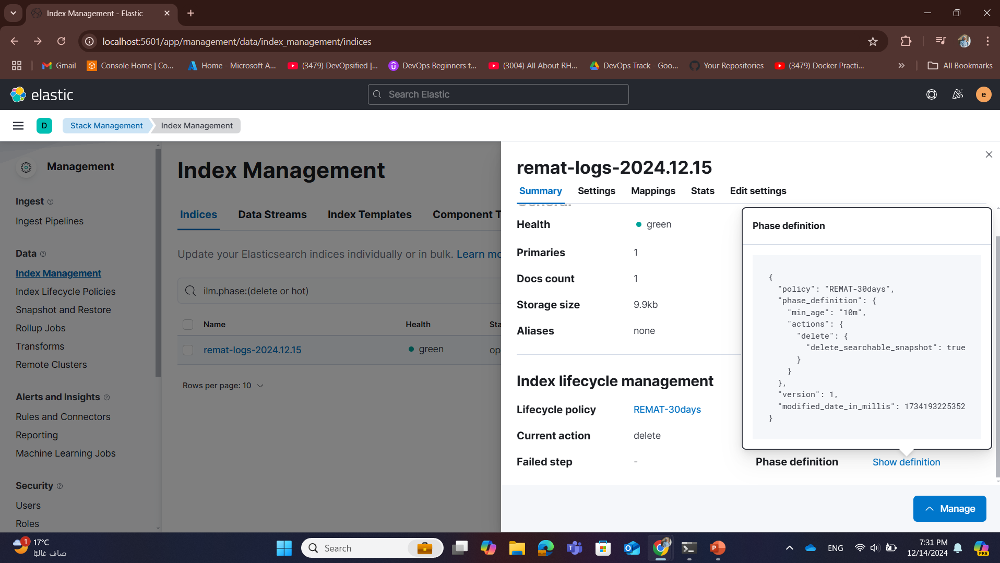 Index Management - Elastic
localhost:5601/app/management/data/index_management/indices
Gmail
Console Home | Co...
Home - Microsoft A...
(3479) DevOpsified |...
DevOps Beginners t...
(3004) All About RH...
DevOps Track - Goo...
Your Repositories
(3479) Docker Practi...
All Bookmarks
elastic
Search Elastic
e
D
Stack Management
Index Management
Management
Ingest
Ingest Pipelines
Data
Index Management
Index Lifecycle Policies
Snapshot and Restore
Rollup Jobs
Transforms
Remote Clusters
Alerts and Insights
Rules and Connectors
Reporting
Machine Learning Jobs
Security
Users
Roles
Index Management
Indices
Data Streams
Index Templates
Component T
Update your Elasticsearch indices individually or in bulk. Learn mo
ilm.phase:(delete or hot)
Name
Health
Sta
remat-logs-2024.12.15
green
op
Rows per page: 10
remat-logs-2024.12.15
Summary
Settings
Mappings
Stats
Edit settings
General
Health
green
Primaries
1
Docs count
1
Storage size
9.9kb
Aliases
none
Index lifecycle management
Lifecycle policy
REMAT-30days
Current action
delete
Failed step
-
Phase definition
{
"policy": "REMAT-30days",
"phase_definition": {
"min_age": "10m",
"actions": {
"delete": {
"delete_searchable_snapshot": true
}
}
},
"version": 1,
"modified_date_in_millis": 1734193225352
}
Phase definition
Show definition
Manage
1
17°C
صافٍ غالبًا
Search
ENG
7:31 PM
12/14/2024
PRE